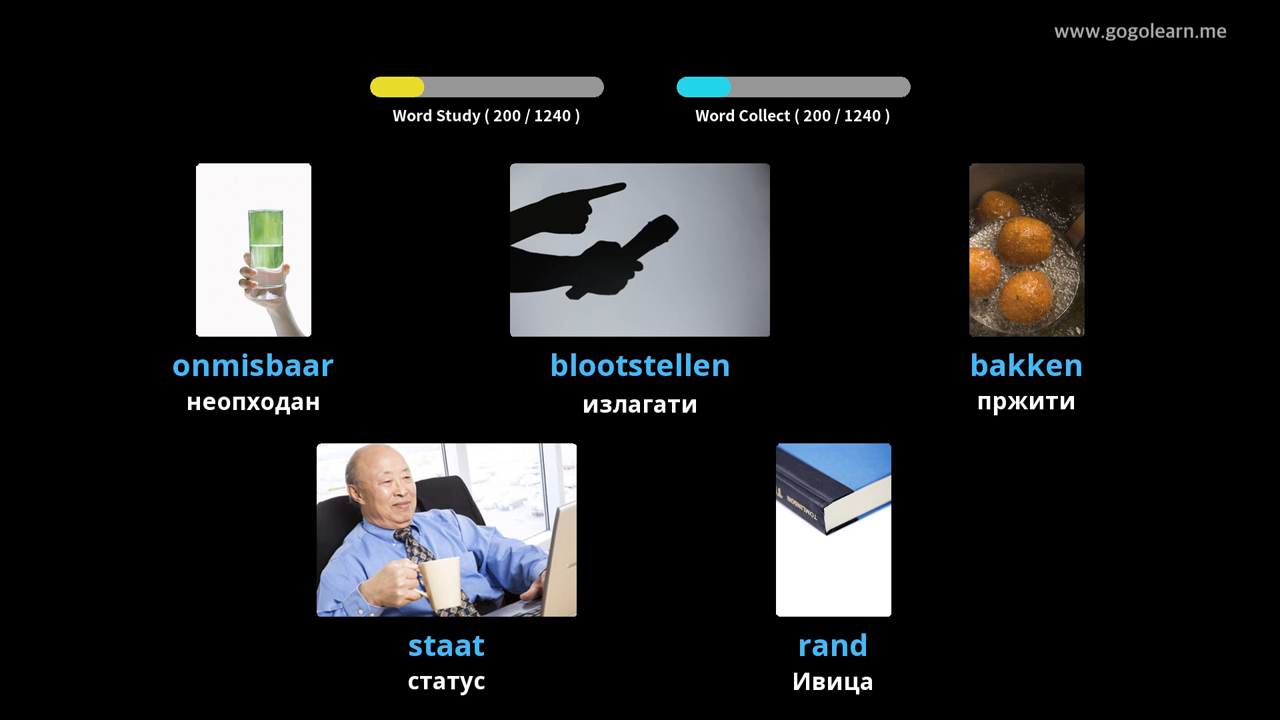 www.gogolearn.me
Word Study ( 200 / 1240 )
Word Collect ( 200 / 1240 )
onmisbaar
неопходан
blootstellen
излагати
bakken
пржити
TOMLINSON
staat
статус
rand
Ивица